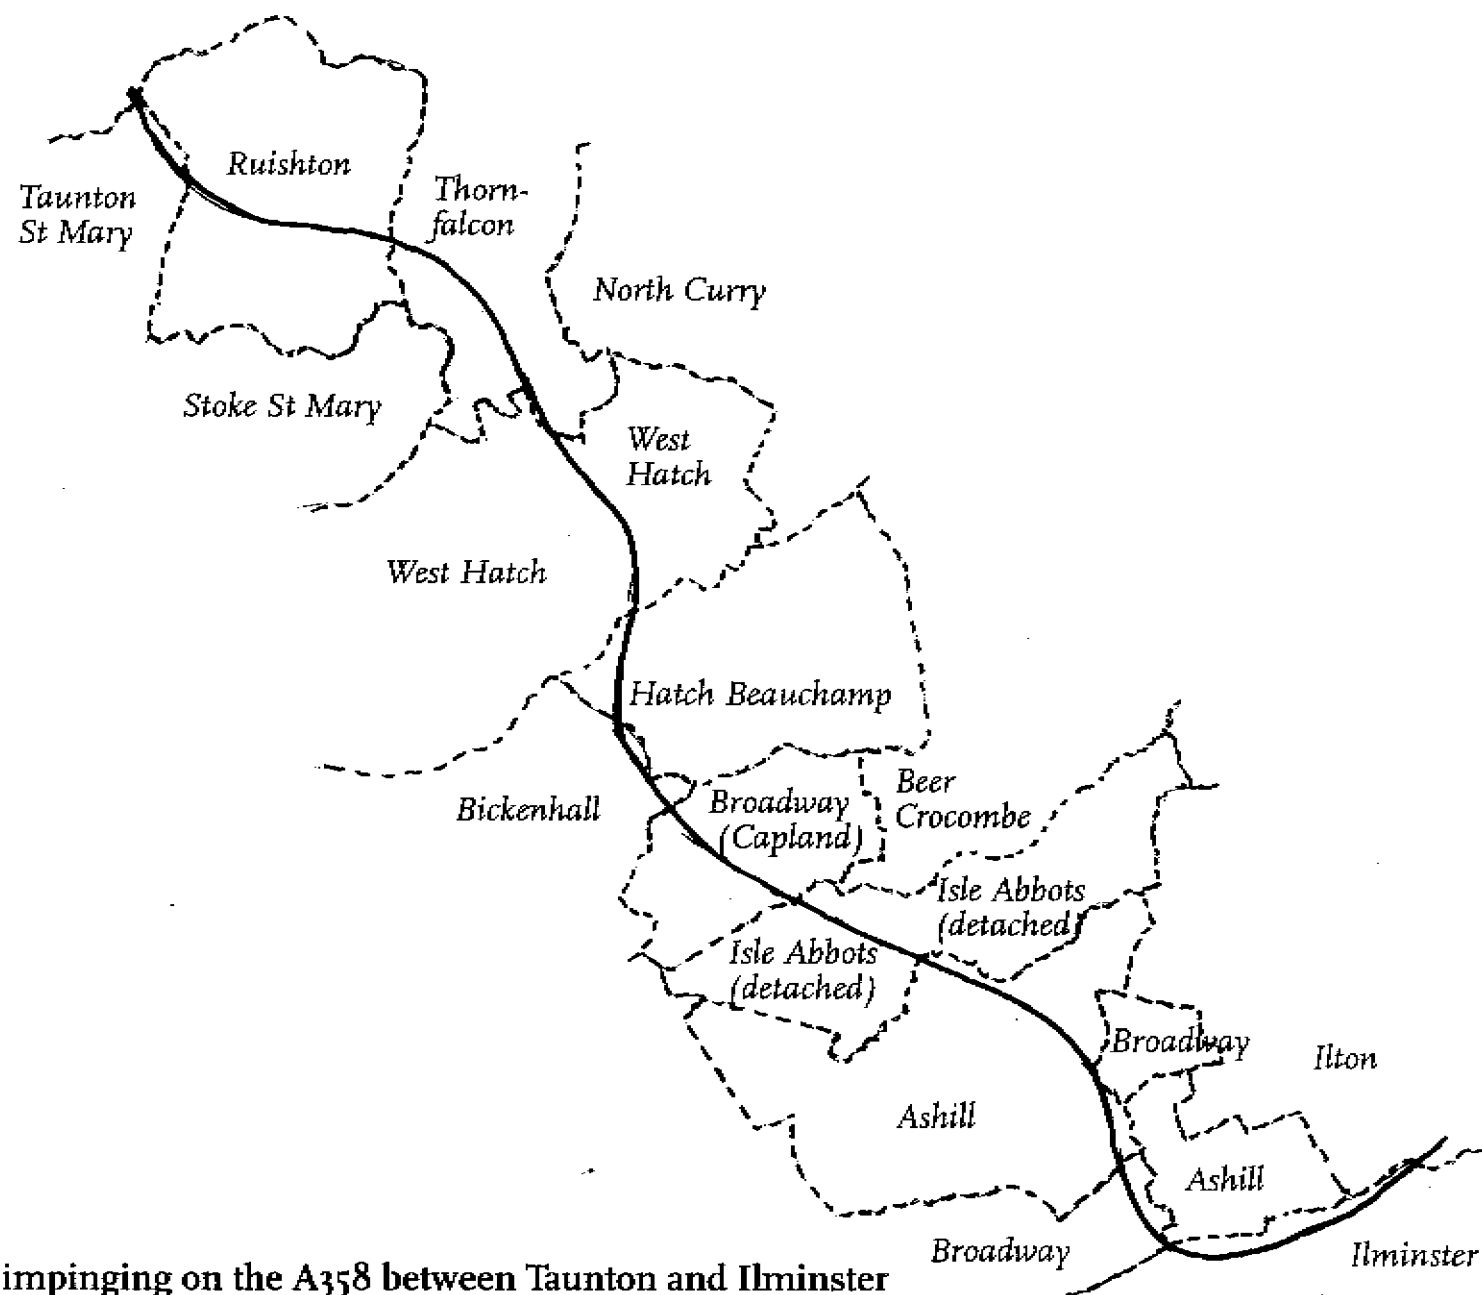 Ruishton
Taunton
St Mary
Thorn-
falcon
North Curry
Stoke St Mary
West
Hatch
West Hatch
Hatch Beauchamp
Bickenhall
Broadway
(Capland)
Beer
Crocombe
Isle Abbots
(detached)
Isle Abbots
(detached)
Broadway
Ilton
Ashill
Ashill
Broadway
Ilminster
impinging on the A358 between Taunton and Ilminster